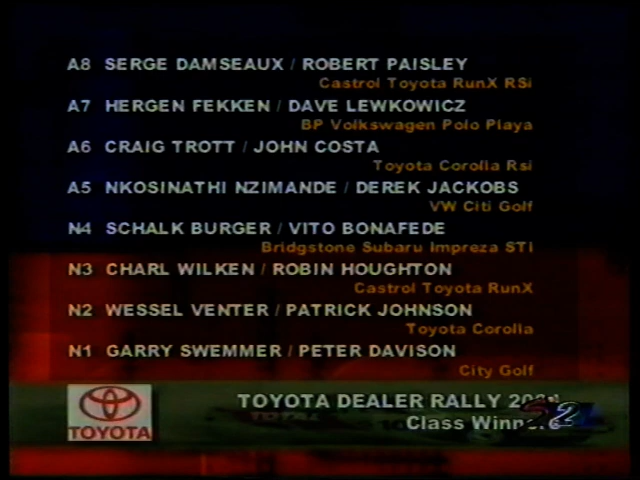 A8 SERGE DAMSEAUX / ROBERT PAISLEY
Castrol Toyota RunX RSi
A7 HERGEN FEKKEN / DAVE LEWKOWICZ
BP Volkswagen Polo Playa
A6 CRAIG TROTT / JOHN COSTA
Toyota Corolla Rsi
A5 NKOSINATHI NZIMANDE / DEREK JACKOBS
VW Citi Golf
N4 SCHALK BURGER / VITO BONAFEDE
Bridgstone Subaru Impreza STI
N3 CHARL WILKEN / ROBIN HOUGHTON
Castrol Toyota RunX
N2 WESSEL VENTER / PATRICK JOHNSON
Toyota Corolla
N1 GARRY SWEMMER / PETER DAVISON
City Golf
TOYOTA DEALER RALLY
Class Winners
TOYOTA
2